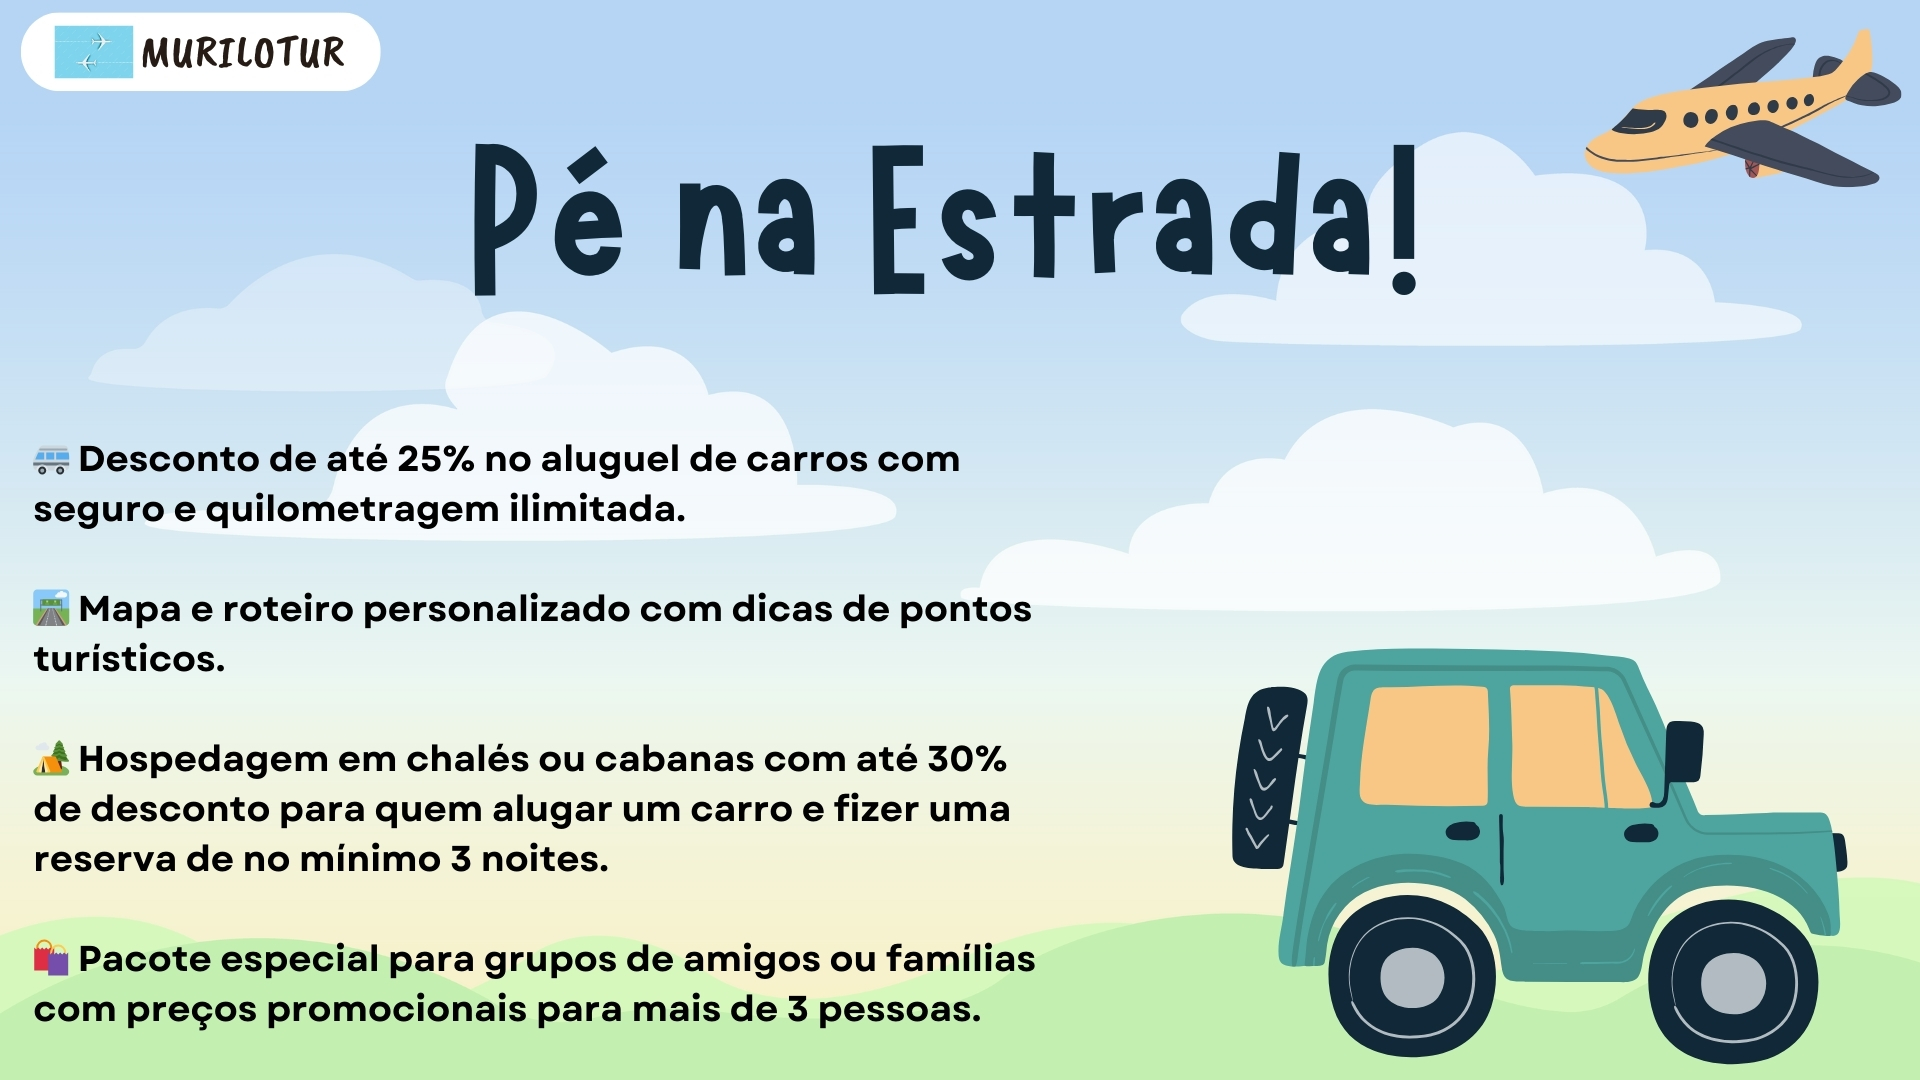 MURILOTUR
Pé na Estrada!
🚐 Desconto de até 25% no aluguel de carros com
seguro e quilometragem ilimitada.
🛣️ Mapa e roteiro personalizado com dicas de pontos
turísticos.
🏕️ Hospedagem em chalés ou cabanas com até 30%
de desconto para quem alugar um carro e fizer uma
reserva de no mínimo 3 noites.
🛍️ Pacote especial para grupos de amigos ou famílias
com preços promocionais para mais de 3 pessoas.